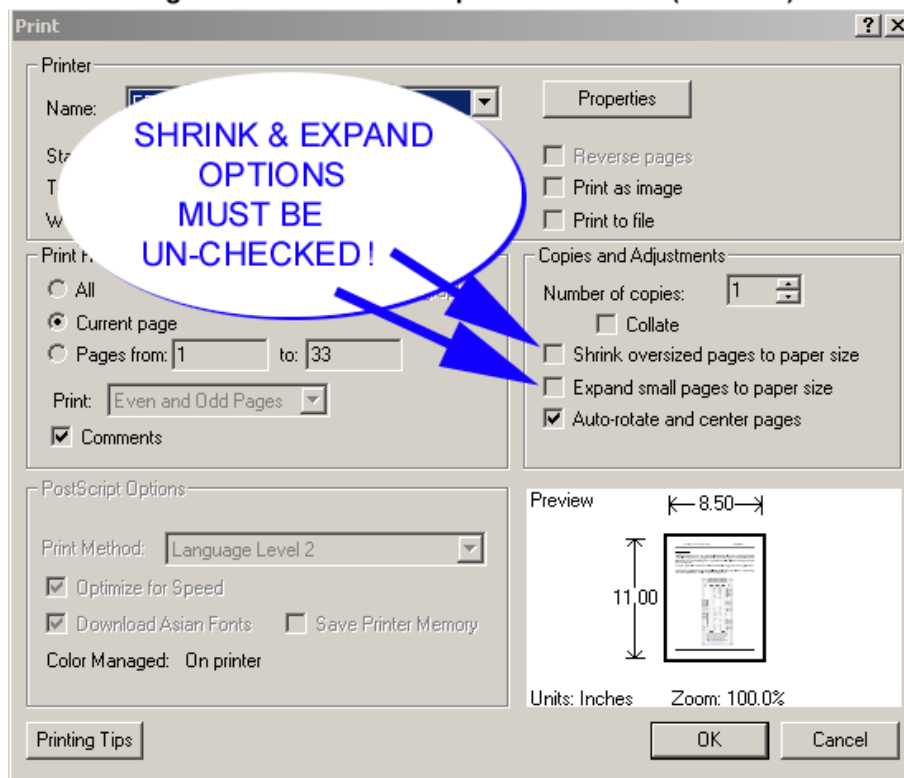 Print
Printer
Name:
Properties
SHRINK & EXPAND
OPTIONS
MUST BE
UN-CHECKED !
Reverse pages
Print as image
Print to file
All
Current page
Pages from: 1 to: 33
Print: Even and Odd Pages
Comments
Copies and Adjustments
Number of copies: 1
Collate
Shrink oversized pages to paper size
Expand small pages to paper size
Auto-rotate and center pages
PostScript Options
Print Method: Language Level 2
Optimize for Speed
Download Asian Fonts Save Printer Memory
Color Managed: On printer
Preview
8.50
11.00
Units: Inches Zoom: 100.0%
Printing Tips
OK Cancel